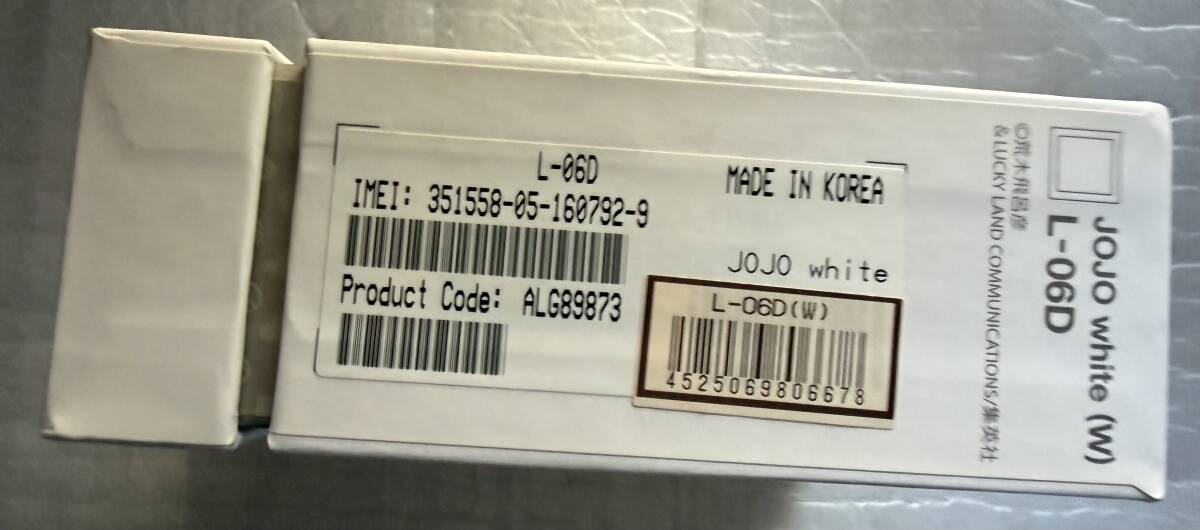 L-06D
MADE IN KOREA
IMEI: 351558-05-160792-9
JOJO white
Product Code: ALG89873
L-06D(W)
4525069806678
JOJO white (W)
L-06D
©荒木飛呂彦
&LUCKY LAND COMMUNICATIONS/集英社